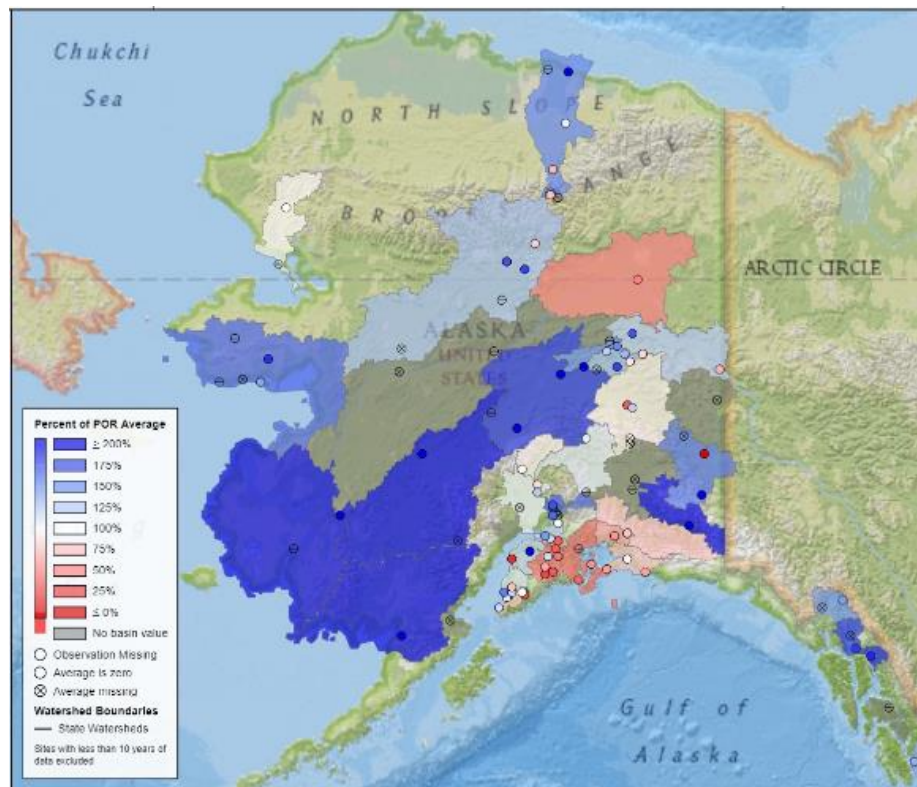 Chukchi
Sea
NORTH SLOPE
BROOKS RANGE
ARCTIC CIRCLE
ALASKA
UNITED
STATES
Percent of POR Average
≥ 200%
175%
150%
125%
100%
75%
50%
25%
≤ 0%
No basin value
Observation Missing
Average is zero
Average missing
Watershed Boundaries
State Watersheds
Sites with less than 10 years of
data excluded
Gulf of
Alaska